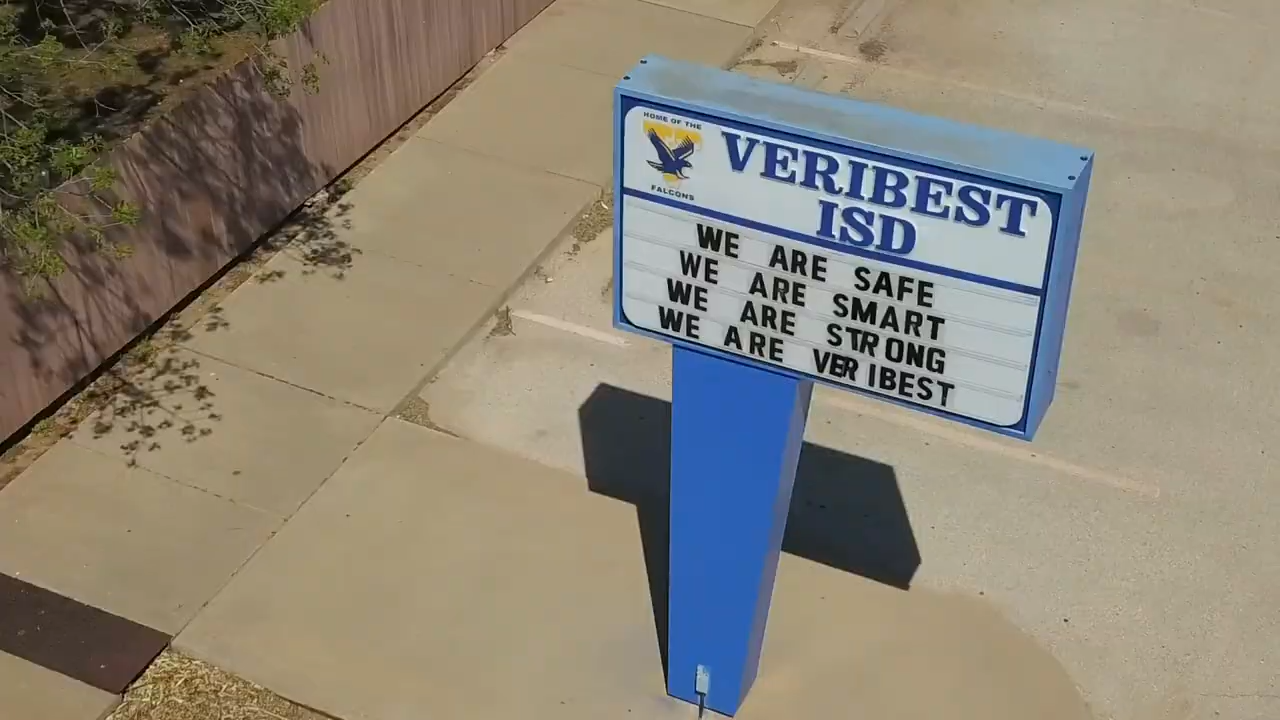 HOME OF THE
FALCONS
VERIBEST
ISD
WE ARE SAFE
WE ARE SMART
WE ARE STRONG
WE ARE VERIBEST